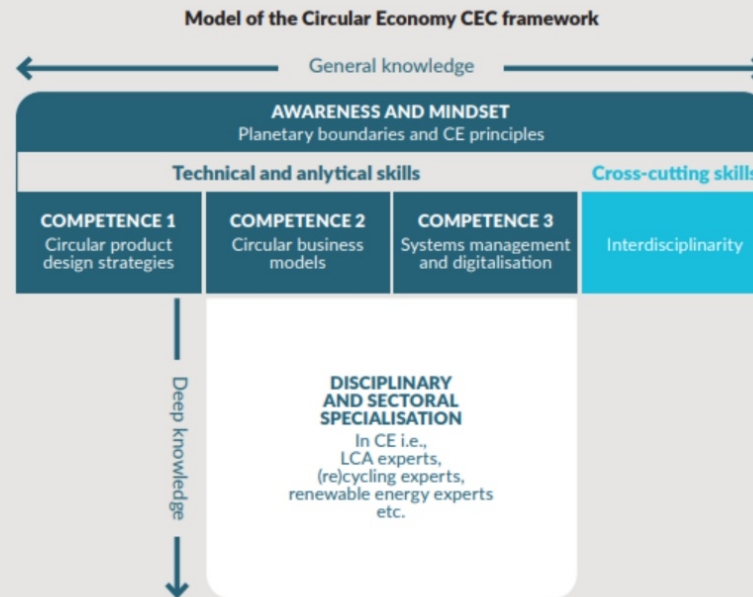 Model of the Circular Economy CEC framework
General knowledge
AWARENESS AND MINDSET
Planetary boundaries and CE principles
Technical and anlytical skills
Cross-cutting skills
COMPETENCE 1
Circular product
design strategies
COMPETENCE 2
Circular business
models
COMPETENCE 3
Systems management
and digitalisation
Interdisciplinarity
Deep knowledge
DISCIPLINARY
AND SECTORAL
SPECIALISATION
In CE i.e.,
LCA experts,
(re)cycling experts,
renewable energy experts
etc.